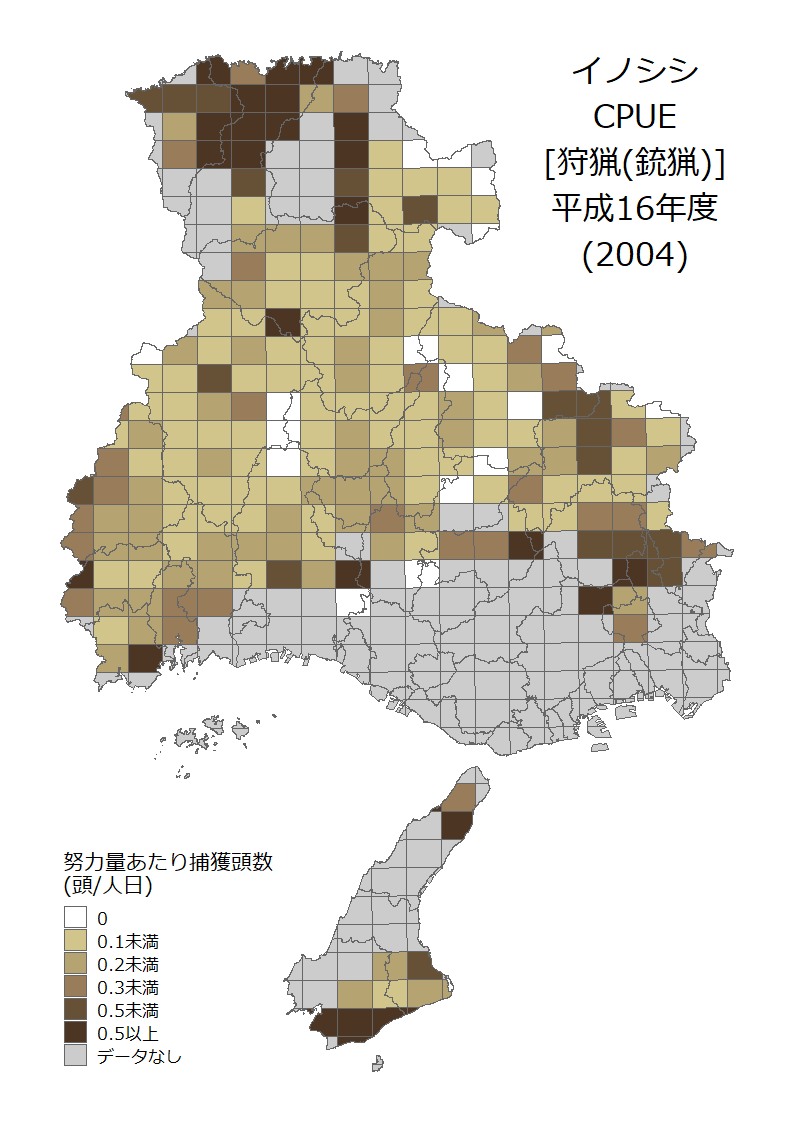 イノシシ
CPUE
[狩猟(銃猟)]
平成16年度
(2004)
努力量あたり捕獲頭数
(頭/人日)
0
0.1未満
0.2未満
0.3未満
0.5未満
0.5以上
データなし